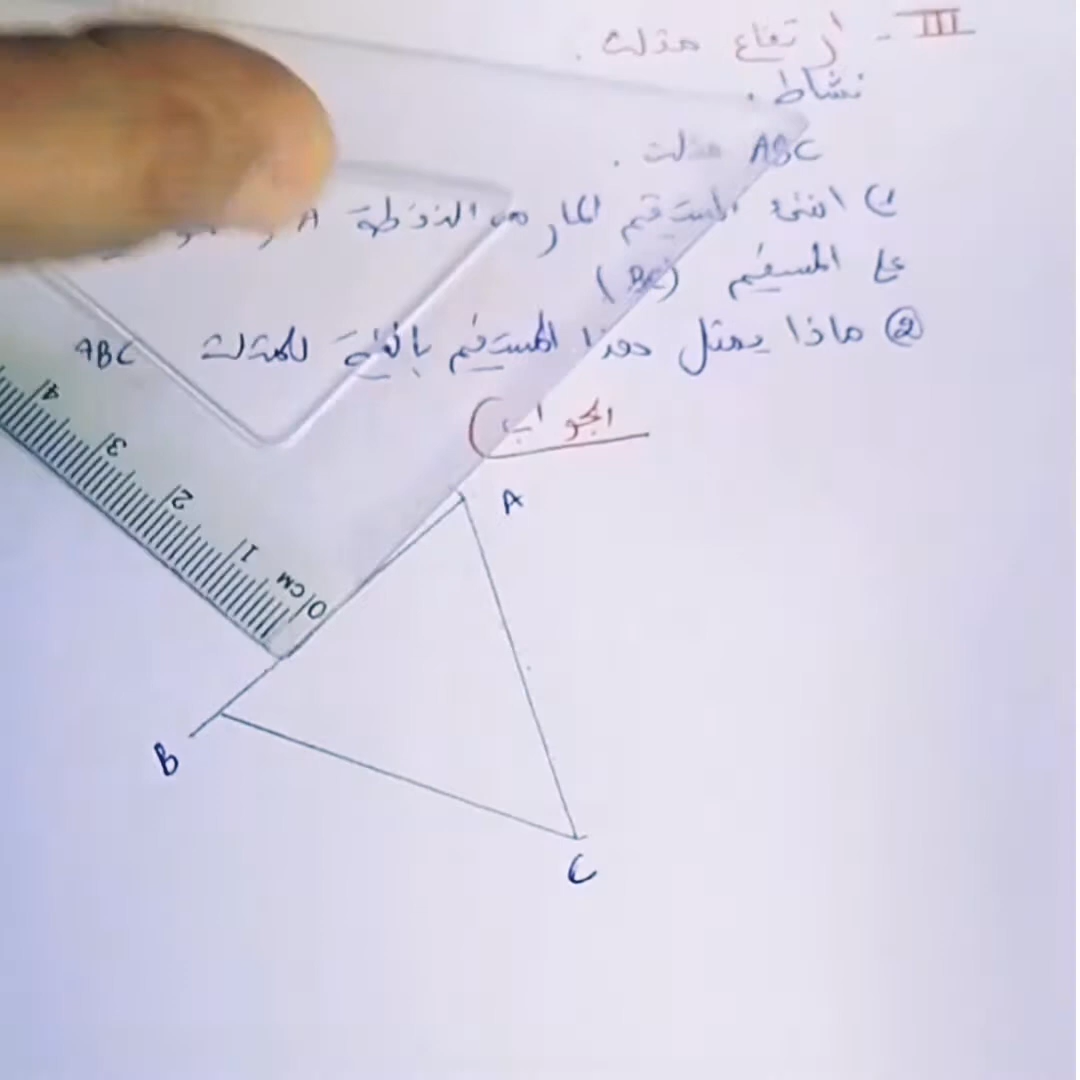 III - ارتفاع مثلث.
نشاط.
ABC مثلث.
1) انشئ المستقيم المار من النقطة A
على المستقيم (BC)
② ماذا يمثل هذا المستقيم بالنسبة للمثلث ABC
الجواب
4
3
2
1
0 CM
A
B
C